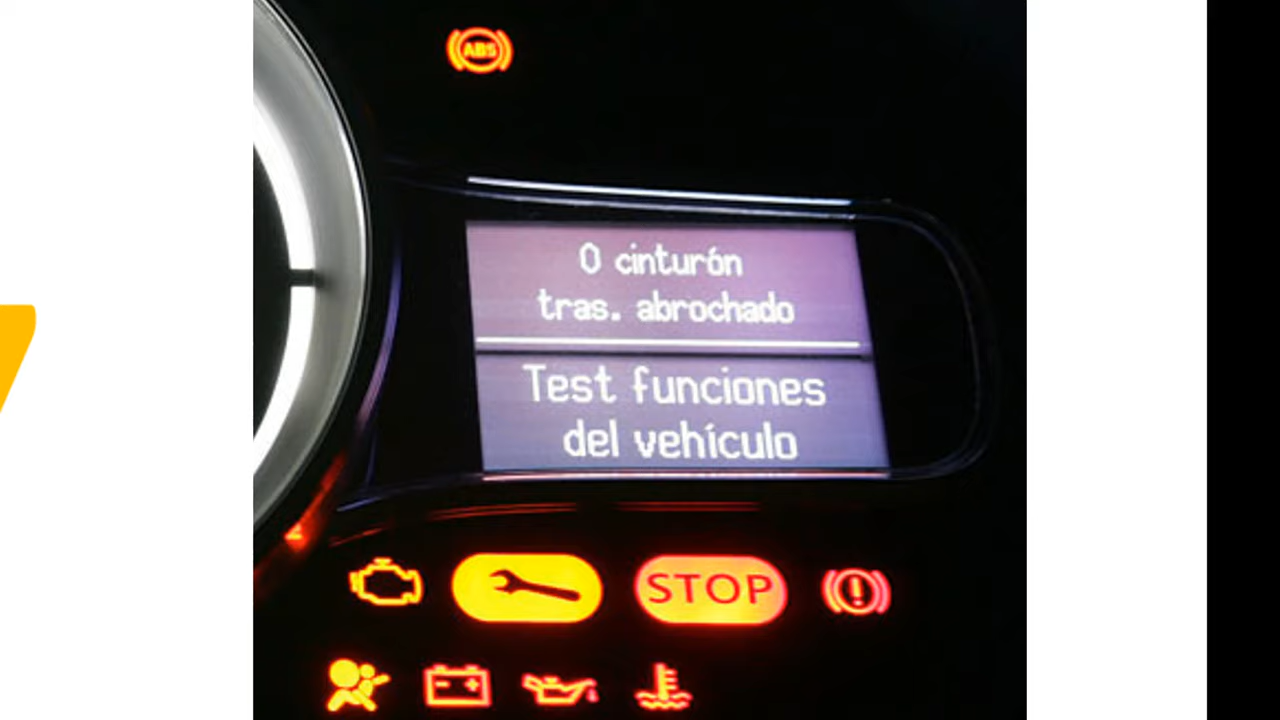 ABS
0 cinturón
tras. abrochado
Test funciones
del vehículo
STOP